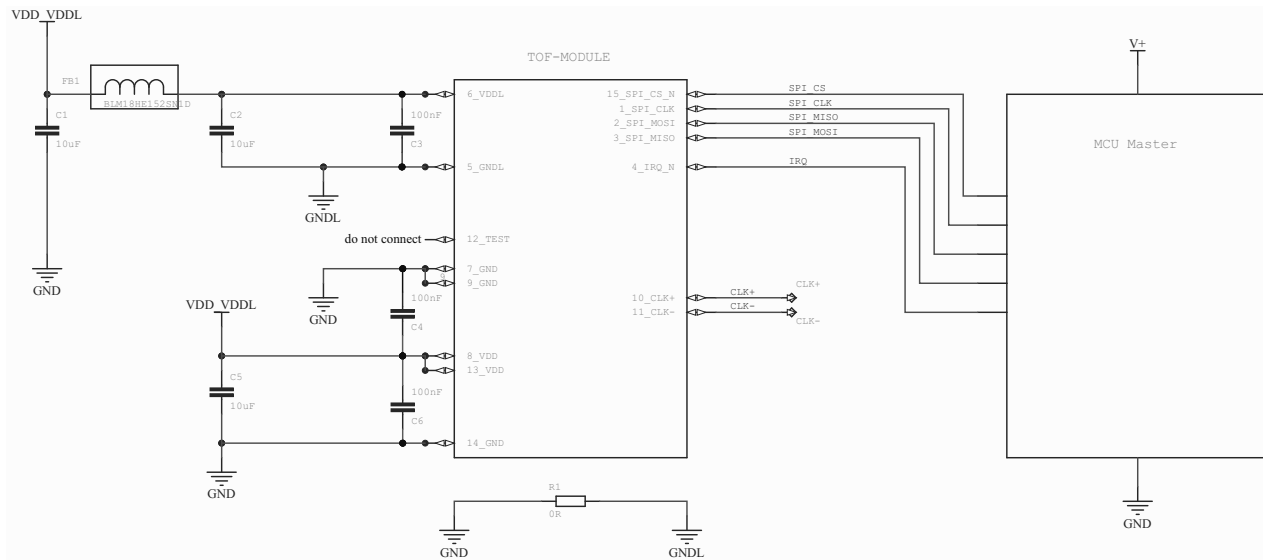 VDD_VDDL
TOF-MODULE
V+
FB1
BLM18HE152SN1D
6_VDDL
15_SPI_CS_N
SPI_CS
1_SPI_CLK
SPI_CLK
C1
10uF
C2
10uF
100nF
C3
2_SPI_MOSI
SPI_MISO
3_SPI_MISO
SPI_MOSI
MCU Master
5_GNDL
4_IRQ_N
IRQ
GNDL
do not connect
12_TEST
7_GND
9
9_GND
GND
GND
100nF
C4
VDD_VDDL
10_CLK+
CLK+
CLK+
11_CLK-
CLK-
CLK-
8_VDD
13_VDD
C5
10uF
100nF
C6
14_GND
GND
R1
0R
GND
GNDL
GND